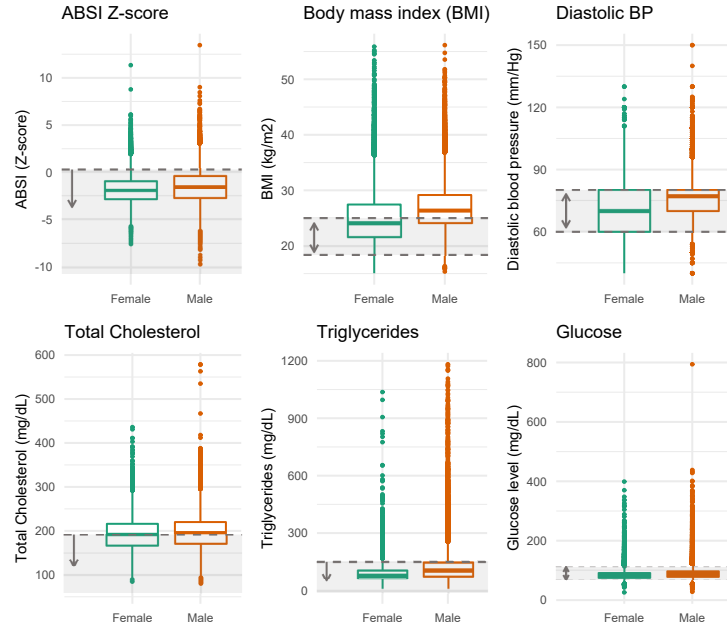 ABSI Z-score
Body mass index (BMI)
Diastolic BP
ABSI (Z-score)
10
5
0
-5
-10
Female
Male
BMI (kg/m2)
50
40
30
20
Female
Male
Diastolic blood pressure (mm/Hg)
150
120
90
60
Female
Male
Total Cholesterol
Triglycerides
Glucose
Total Cholesterol (mg/dL)
600
500
400
300
200
100
Female
Male
Triglycerides (mg/dL)
1200
900
600
300
0
Female
Male
Glucose level (mg/dL)
800
600
400
200
0
Female
Male